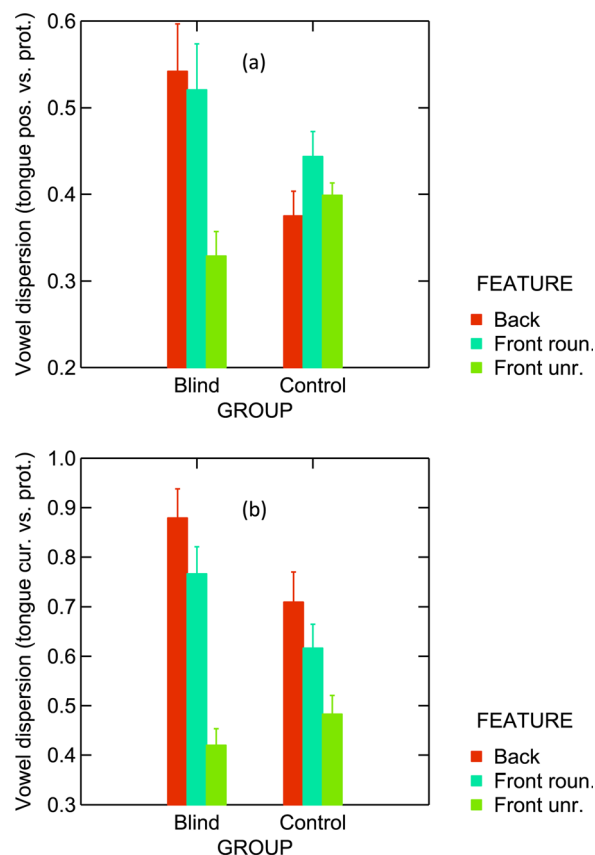 Vowel dispersion (tongue pos. vs. prot.)
0.6
0.5
0.4
0.3
0.2
(a)
Blind Control
GROUP
FEATURE
Back
Front roun.
Front unr.
Vowel dispersion (tongue cur. vs. prot.)
1.0
0.9
0.8
0.7
0.6
0.5
0.4
0.3
(b)
Blind Control
GROUP
FEATURE
Back
Front roun.
Front unr.